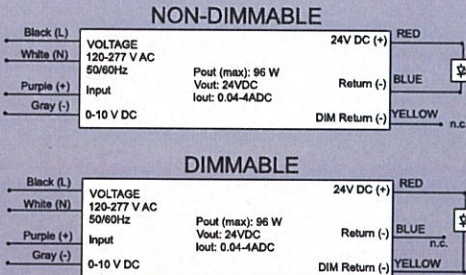 NON-DIMMABLE
Black (L)
White (N)
Purple (+)
Gray (-)
VOLTAGE
120-277 V AC
50/60Hz
Input
0-10 V DC
Pout (max): 96 W
Vout: 24VDC
Iout: 0.04-4ADC
24V DC (+)
Return (-)
DIM Return (-)
RED
BLUE
YELLOW
n.c.
DIMMABLE
Black (L)
White (N)
Purple (+)
Gray (-)
VOLTAGE
120-277 V AC
50/60Hz
Input
0-10 V DC
Pout (max): 96 W
Vout: 24VDC
Iout: 0.04-4ADC
24V DC (+)
Return (-)
DIM Return (-)
RED
BLUE
n.c.
YELLOW